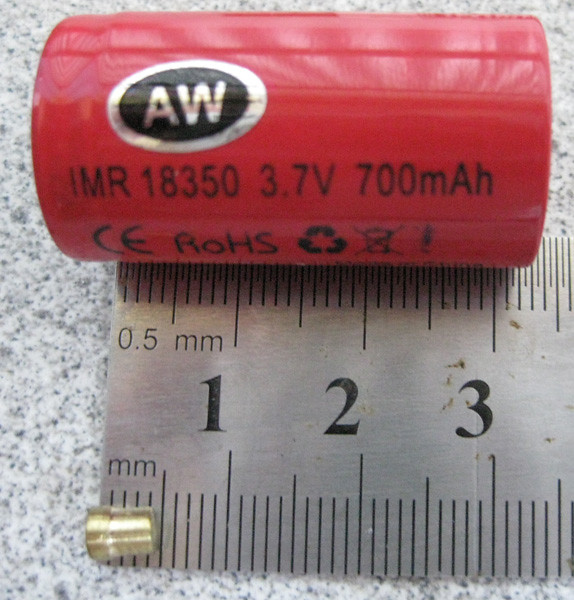 AW
IMR 18350 3.7V 700mAh
CE RoHS
0.5 mm
1 2 3
mm